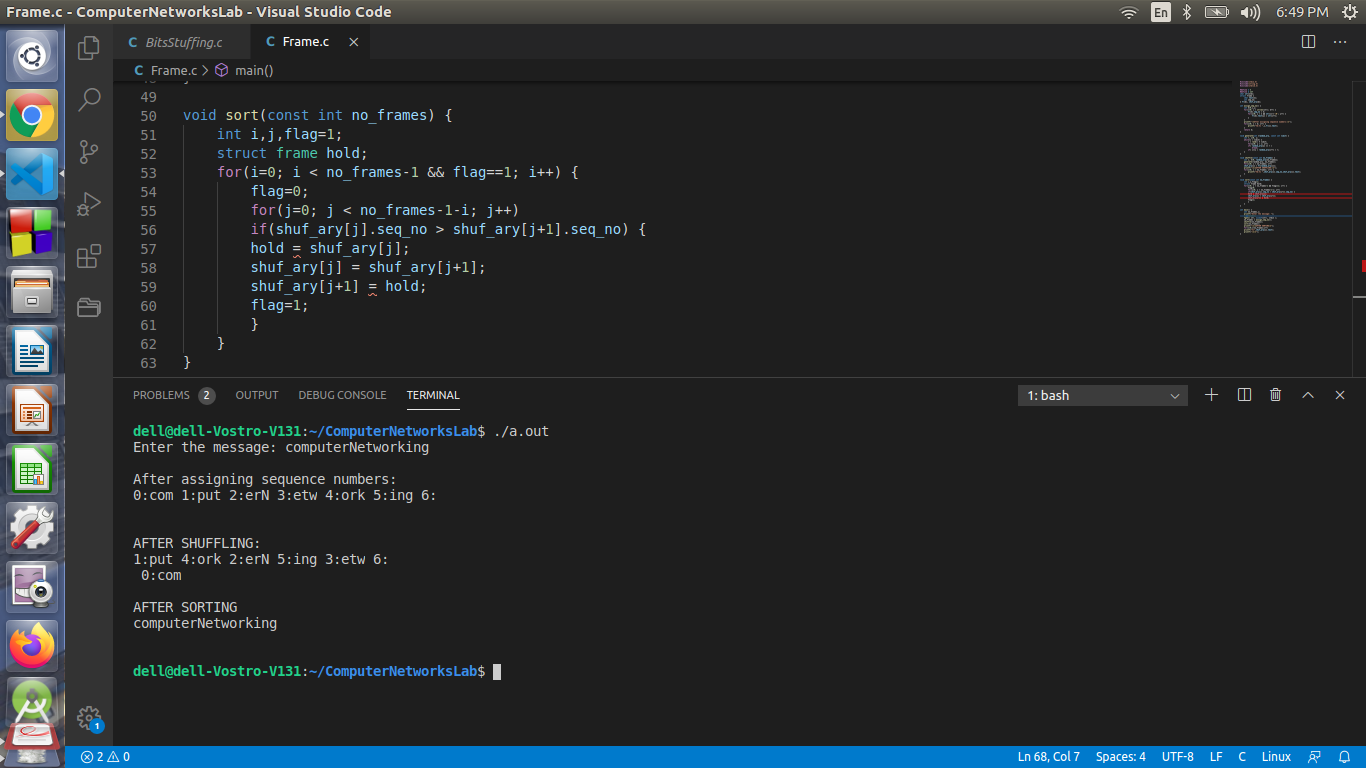 Frame.c - ComputerNetworksLab - Visual Studio Code
En
6:49 PM
C BitsStuffing.c
C Frame.c
C Frame.c > main()
49
50 void sort(const int no_frames) {
51     int i,j,flag=1;
52     struct frame hold;
53     for(i=0; i < no_frames-1 && flag==1; i++) {
54         flag=0;
55         for(j=0; j < no_frames-1-i; j++)
56         if(shuf_ary[j].seq_no > shuf_ary[j+1].seq_no) {
57         hold = shuf_ary[j];
58         shuf_ary[j] = shuf_ary[j+1];
59         shuf_ary[j+1] = hold;
60         flag=1;
61         }
62     }
63 }
PROBLEMS 2 OUTPUT DEBUG CONSOLE TERMINAL 1: bash
dell@dell-Vostro-V131:~/ComputerNetworksLab$ ./a.out
Enter the message: computerNetworking
After assigning sequence numbers:
0:com 1:put 2:erN 3:etw 4:ork 5:ing 6:
AFTER SHUFFLING:
1:put 4:ork 2:erN 5:ing 3:etw 6:
 0:com
AFTER SORTING
computerNetworking
dell@dell-Vostro-V131:~/ComputerNetworksLab$
1
2 0 Ln 68, Col 7 Spaces: 4 UTF-8 LF C Linux